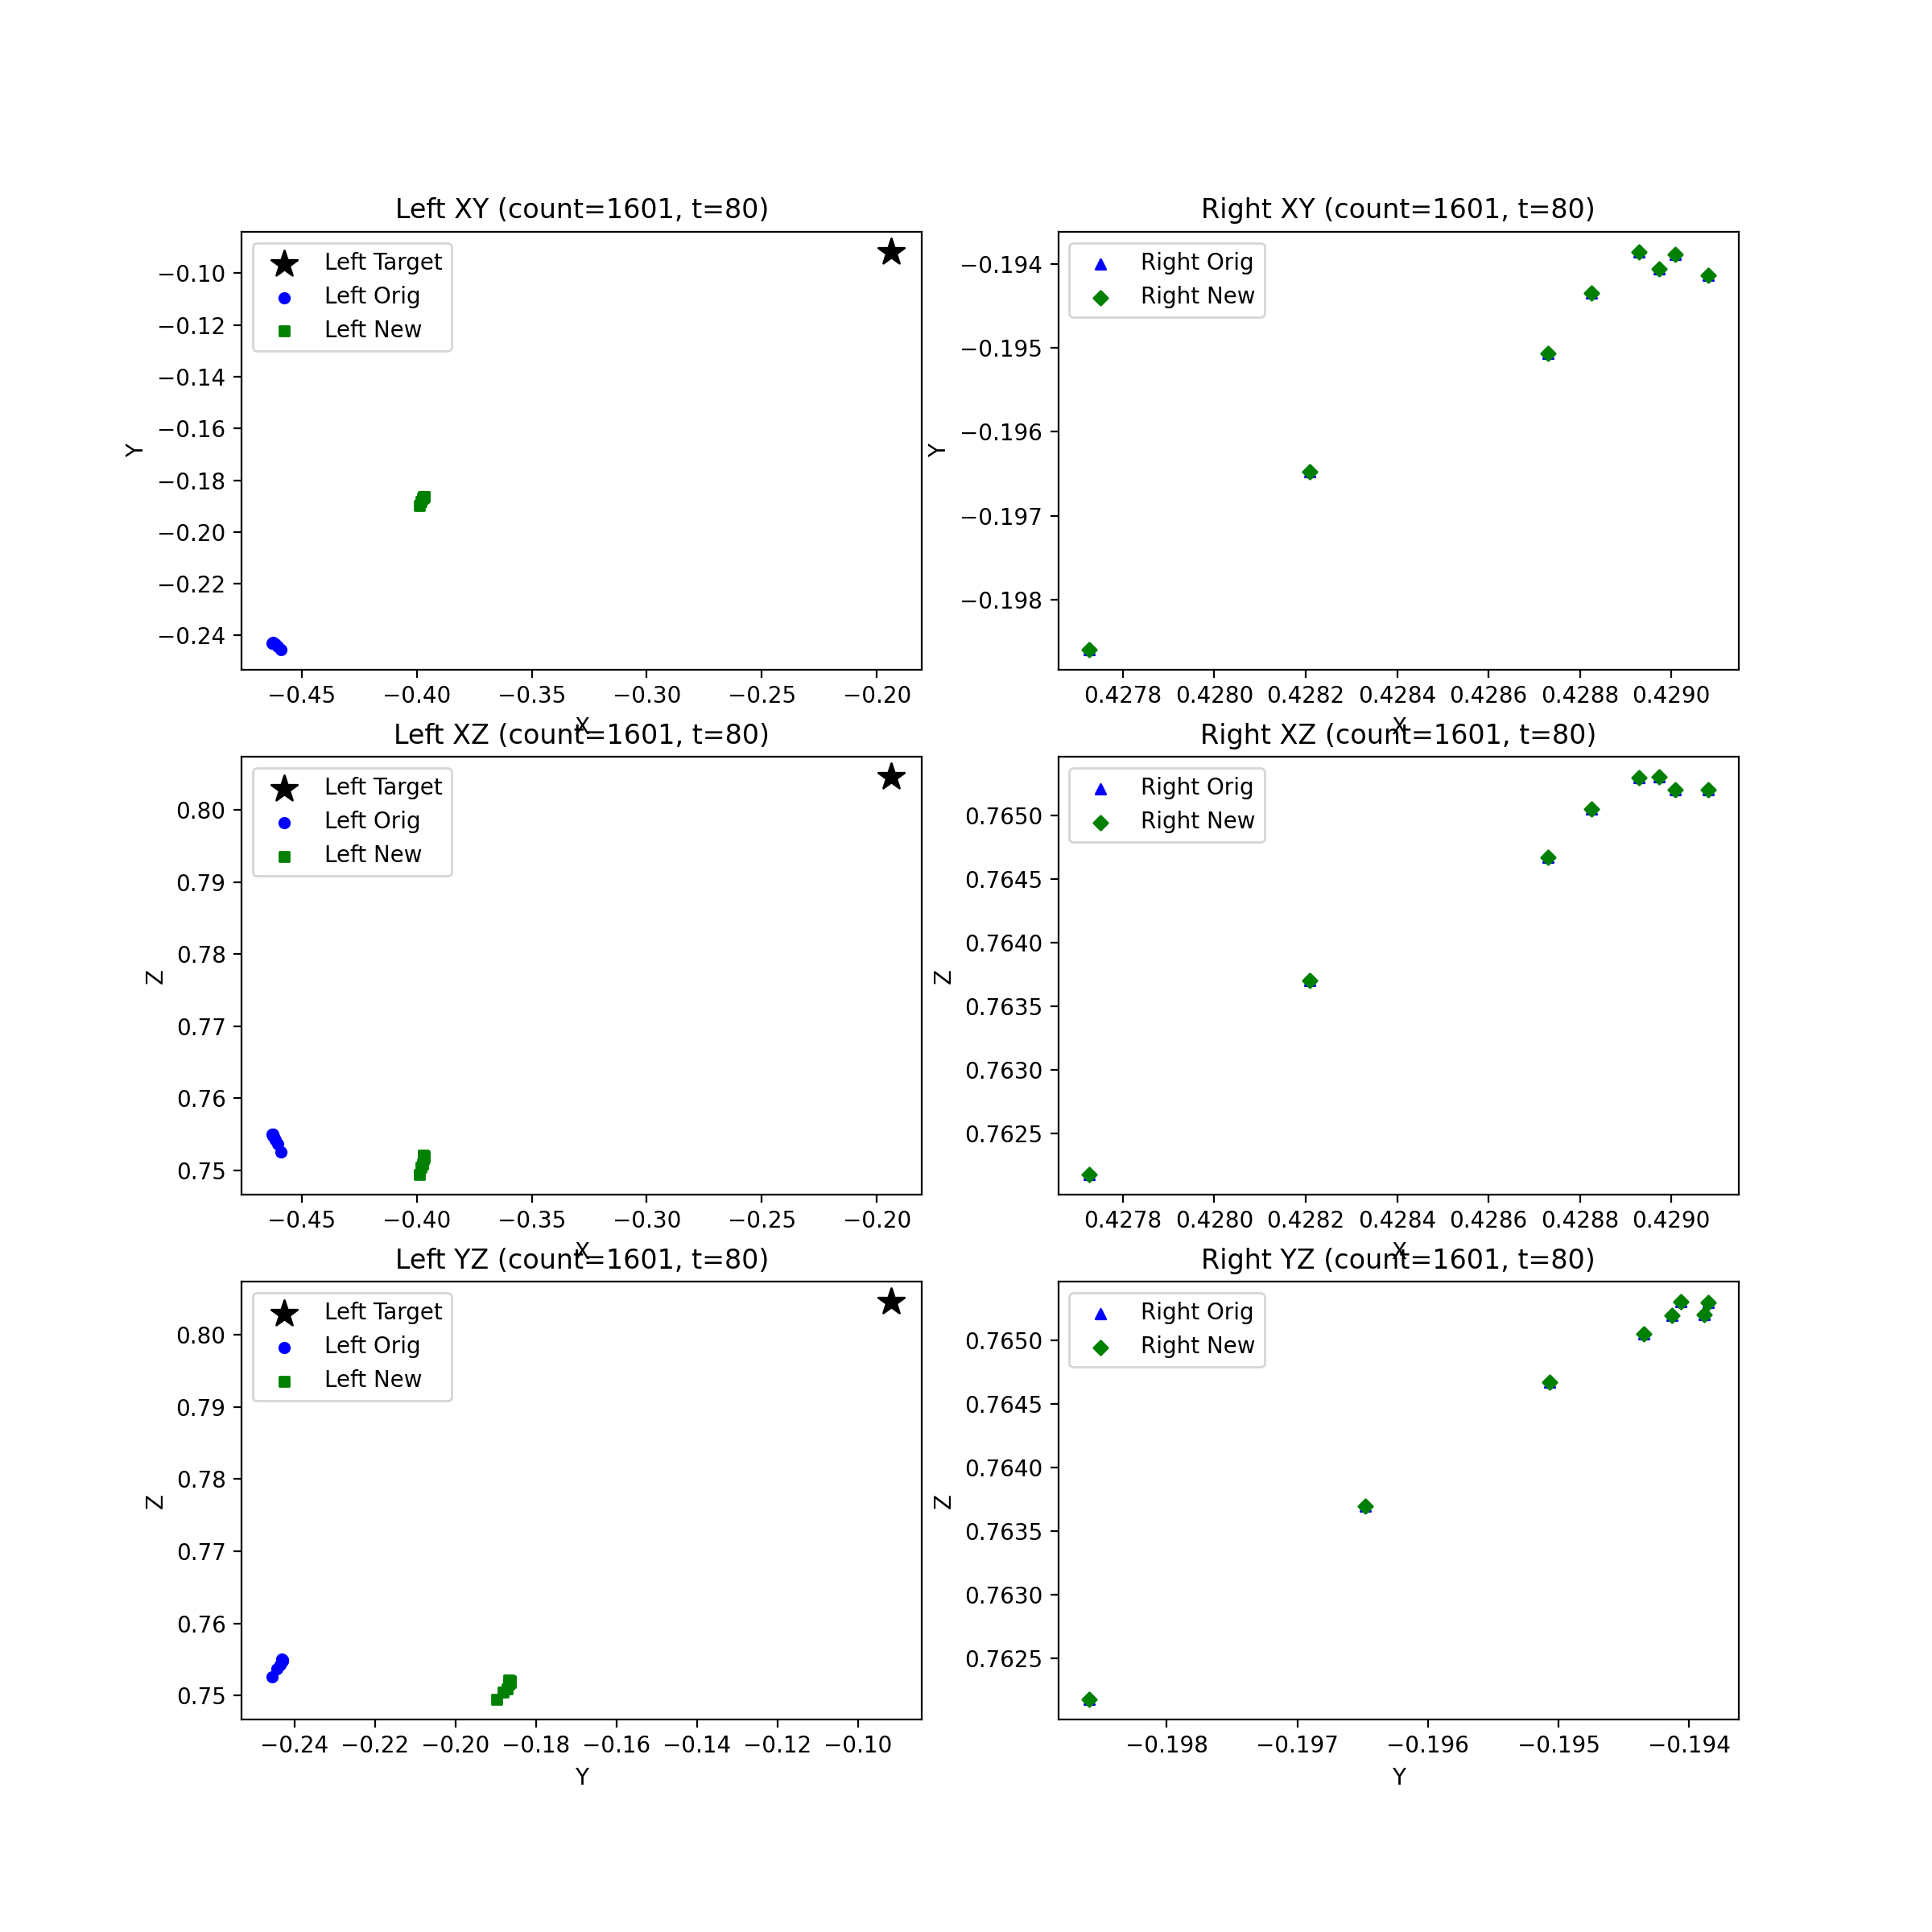 Left XY (count=1601, t=80)
Left Target
Left Orig
Left New
Y
−0.10
−0.12
−0.14
−0.16
−0.18
−0.20
−0.22
−0.24
−0.45 −0.40 −0.35 −0.30 −0.25 −0.20
X
Right XY (count=1601, t=80)
Right Orig
Right New
Y
−0.194
−0.195
−0.196
−0.197
−0.198
0.4278 0.4280 0.4282 0.4284 0.4286 0.4288 0.4290
X
Left XZ (count=1601, t=80)
Left Target
Left Orig
Left New
Z
0.80
0.79
0.78
0.77
0.76
0.75
−0.45 −0.40 −0.35 −0.30 −0.25 −0.20
X
Right XZ (count=1601, t=80)
Right Orig
Right New
Z
0.7650
0.7645
0.7640
0.7635
0.7630
0.7625
0.4278 0.4280 0.4282 0.4284 0.4286 0.4288 0.4290
X
Left YZ (count=1601, t=80)
Left Target
Left Orig
Left New
Z
0.80
0.79
0.78
0.77
0.76
0.75
−0.24 −0.22 −0.20 −0.18 −0.16 −0.14 −0.12 −0.10
Y
Right YZ (count=1601, t=80)
Right Orig
Right New
Z
0.7650
0.7645
0.7640
0.7635
0.7630
0.7625
−0.198 −0.197 −0.196 −0.195 −0.194
Y